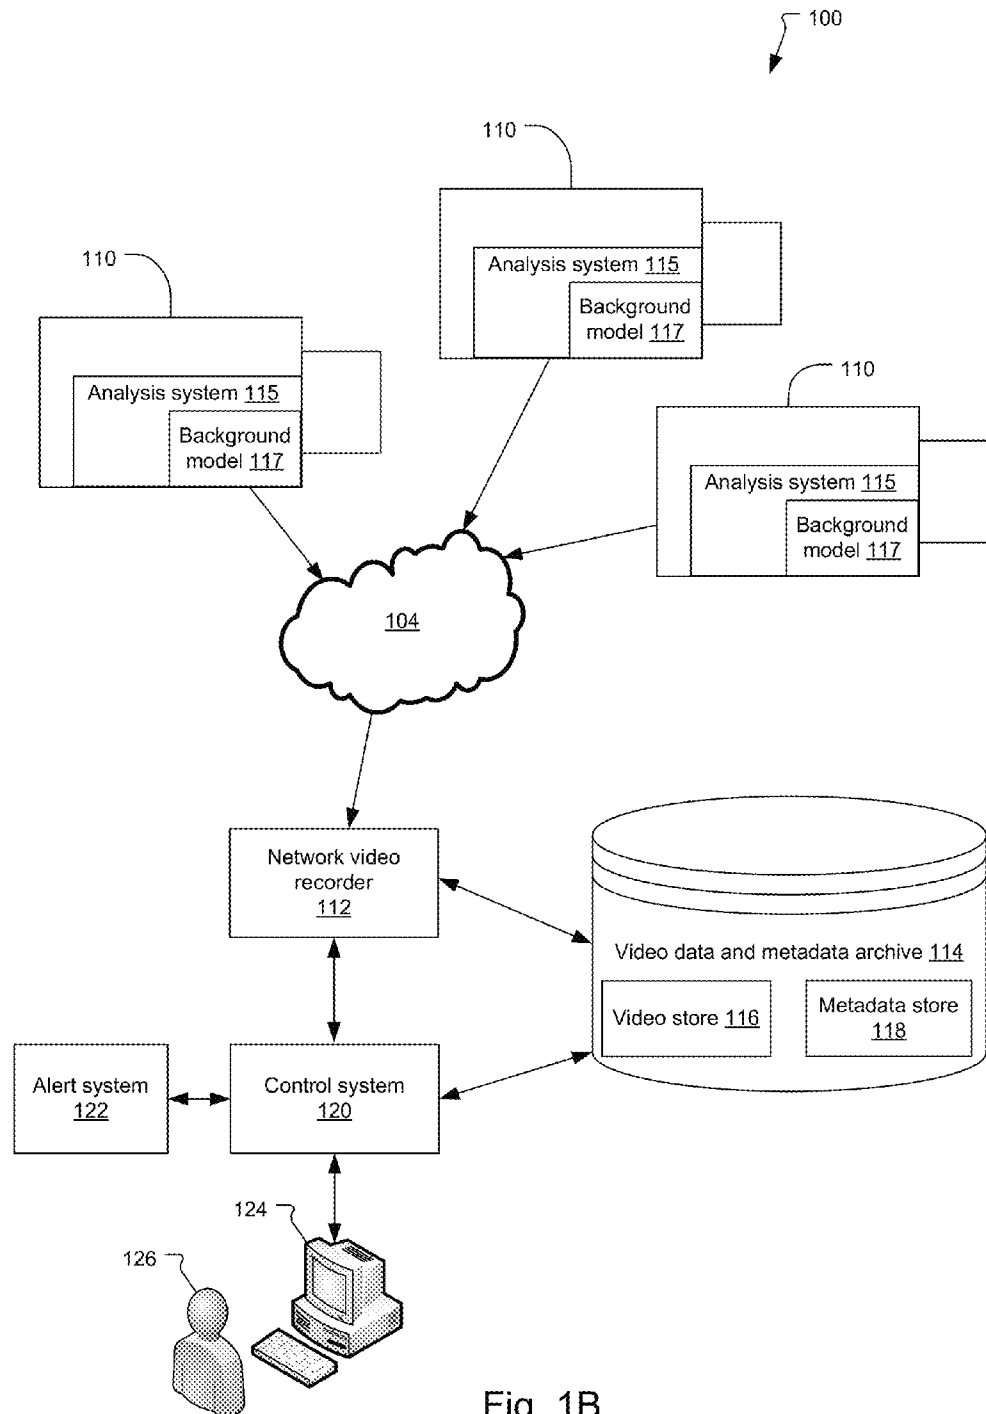 100
110
Analysis system 115
Background
model 117
110
Analysis system 115
Background
model 117
110
Analysis system 115
Background
model 117
104
Network video
recorder
112
Video data and metadata archive 114
Video store 116
Metadata store
118
Alert system
122
Control system
120
124
126
Fig. 1B